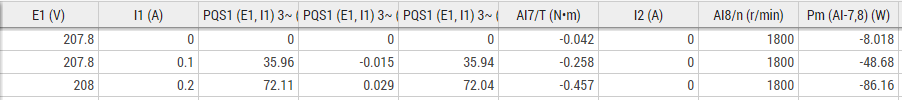 E1 (V) I1 (A) PQS1 (E1, I1) 3~ ( PQS1 (E1, I1) 3~ ( PQS1 (E1, I1) 3~ ( AI7/T (N•m) I2 (A) AI8/n (r/min) Pm (AI-7,8) (W)
207.8 0 0 0 0 -0.042 0 1800 -8.018
207.8 0.1 35.96 -0.015 35.94 -0.258 0 1800 -48.68
208 0.2 72.11 0.029 72.04 -0.457 0 1800 -86.16